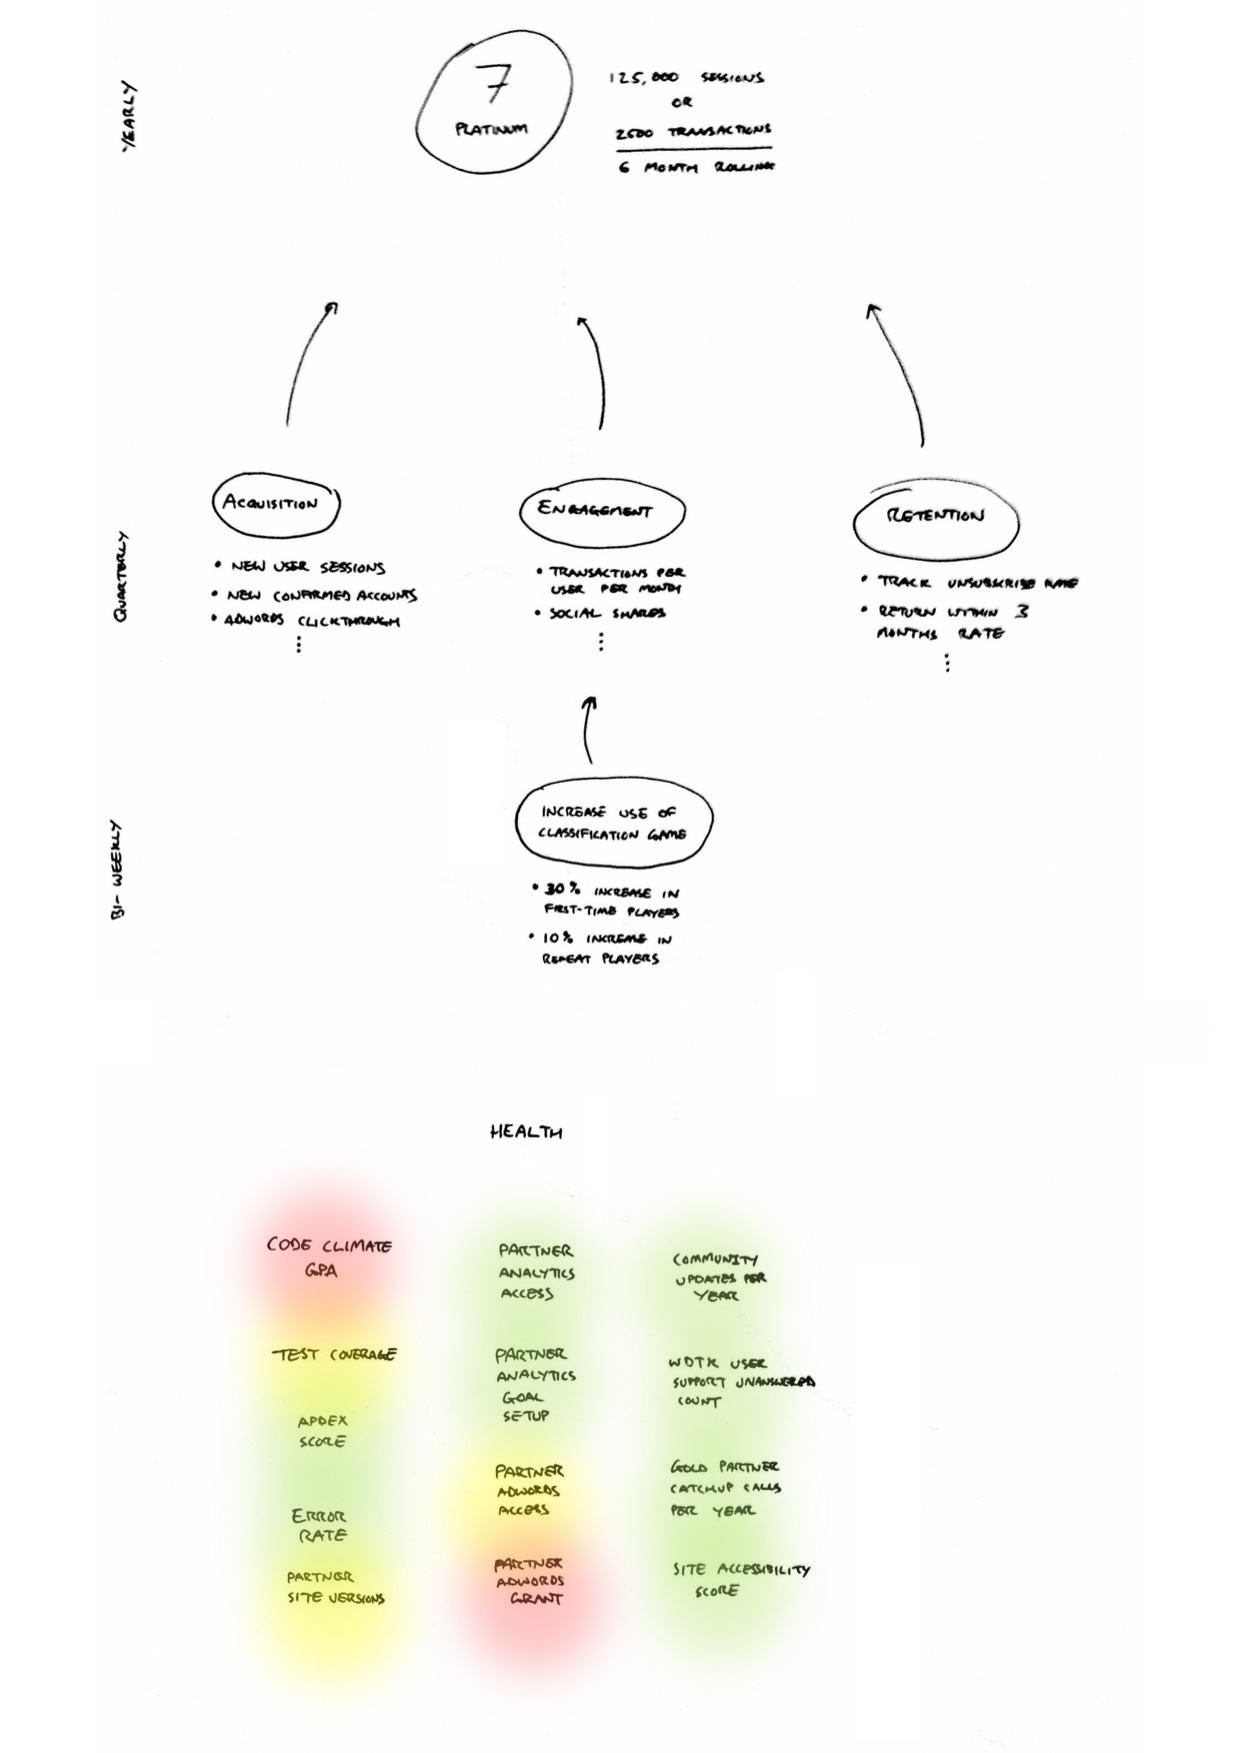 YEARLY
7
PLATINUM
125,000 SESSIONS
OR
2500 TRANSACTIONS
6 MONTH ROLLING
QUARTERLY
ACQUISITION
• NEW USER SESSIONS
• NEW CONFIRMED ACCOUNTS
• ADWORDS CLICKTHROUGH
⋮
ENGAGEMENT
• TRANSACTIONS PER
USER PER MONTH
• SOCIAL SHARES
⋮
RETENTION
• TRACK UNSUBSCRIBE RATE
• RETURN WITHIN 3
MONTHS RATE
⋮
BI-WEEKLY
INCREASE USE OF
CLASSIFICATION GAME
• 30% INCREASE IN
FIRST-TIME PLAYERS
• 10% INCREASE IN
REPEAT PLAYERS
HEALTH
CODE CLIMATE
GPA
TEST COVERAGE
APDEX
SCORE
ERROR
RATE
PARTNER
SITE VERSIONS
PARTNER
ANALYTICS
ACCESS
PARTNER
ANALYTICS
GOAL
SETUP
PARTNER
ADWORDS
ACCESS
PARTNER
ADWORDS
GRANT
COMMUNITY
UPDATES PER
YEAR
WDTK USER
SUPPORT UNANSWERED
COUNT
GOLD PARTNER
CATCHUP CALLS
PER YEAR
SITE ACCESSIBILITY
SCORE